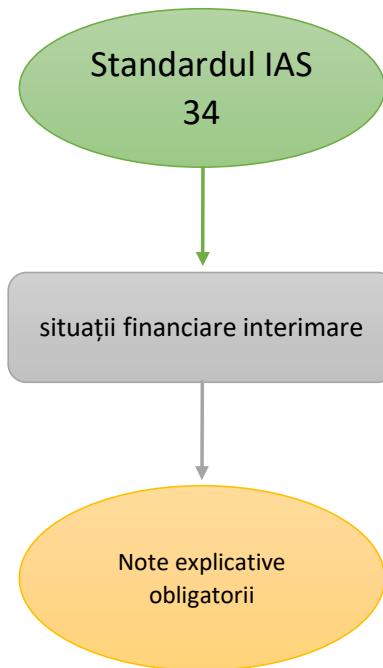 Standardul IAS
34
situații financiare interimare
Note explicative
obligatorii